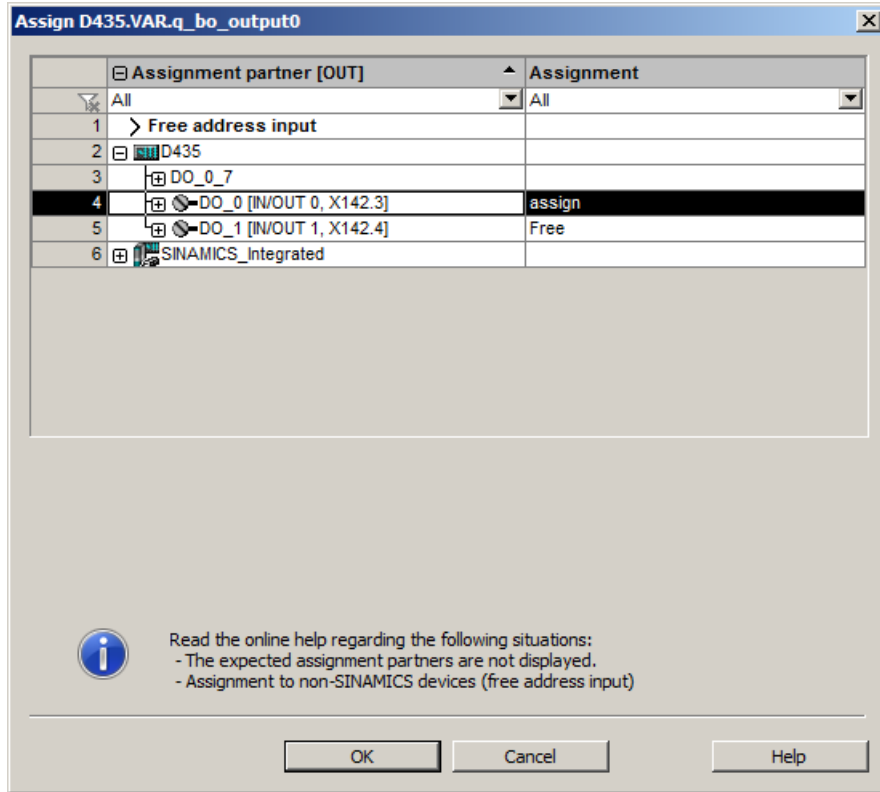 Assign D435.VAR.q_bo_output0
Assignment partner [OUT] Assignment
All All
1 Free address input
2 D435
3 DO_0_7
4 DO_0 [IN/OUT 0, X142.3] assign
5 DO_1 [IN/OUT 1, X142.4] Free
6 SINAMICS_Integrated
Read the online help regarding the following situations:
- The expected assignment partners are not displayed.
- Assignment to non-SINAMICS devices (free address input)
OK Cancel Help